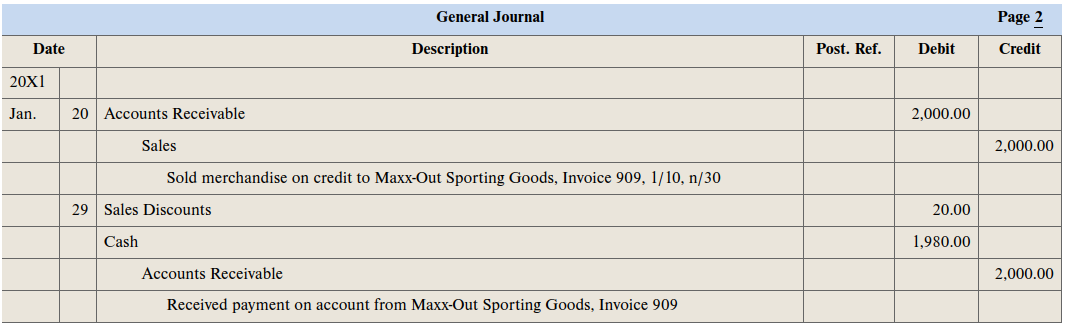 General Journal Page 2
Date Description Post. Ref. Debit Credit
20X1
Jan. 20 Accounts Receivable 2,000.00
Sales 2,000.00
Sold merchandise on credit to Maxx-Out Sporting Goods, Invoice 909, 1/10, n/30
29 Sales Discounts 20.00
Cash 1,980.00
Accounts Receivable 2,000.00
Received payment on account from Maxx-Out Sporting Goods, Invoice 909